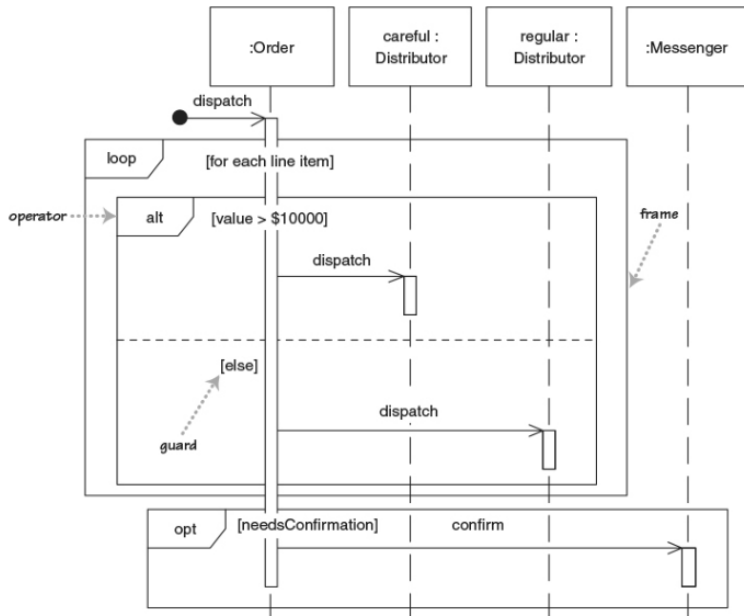 :Order
careful :
Distributor
regular :
Distributor
:Messenger
dispatch
loop
[for each line item]
operator
alt
[value > $10000]
frame
dispatch
[else]
dispatch
guard
opt
[needsConfirmation]
confirm